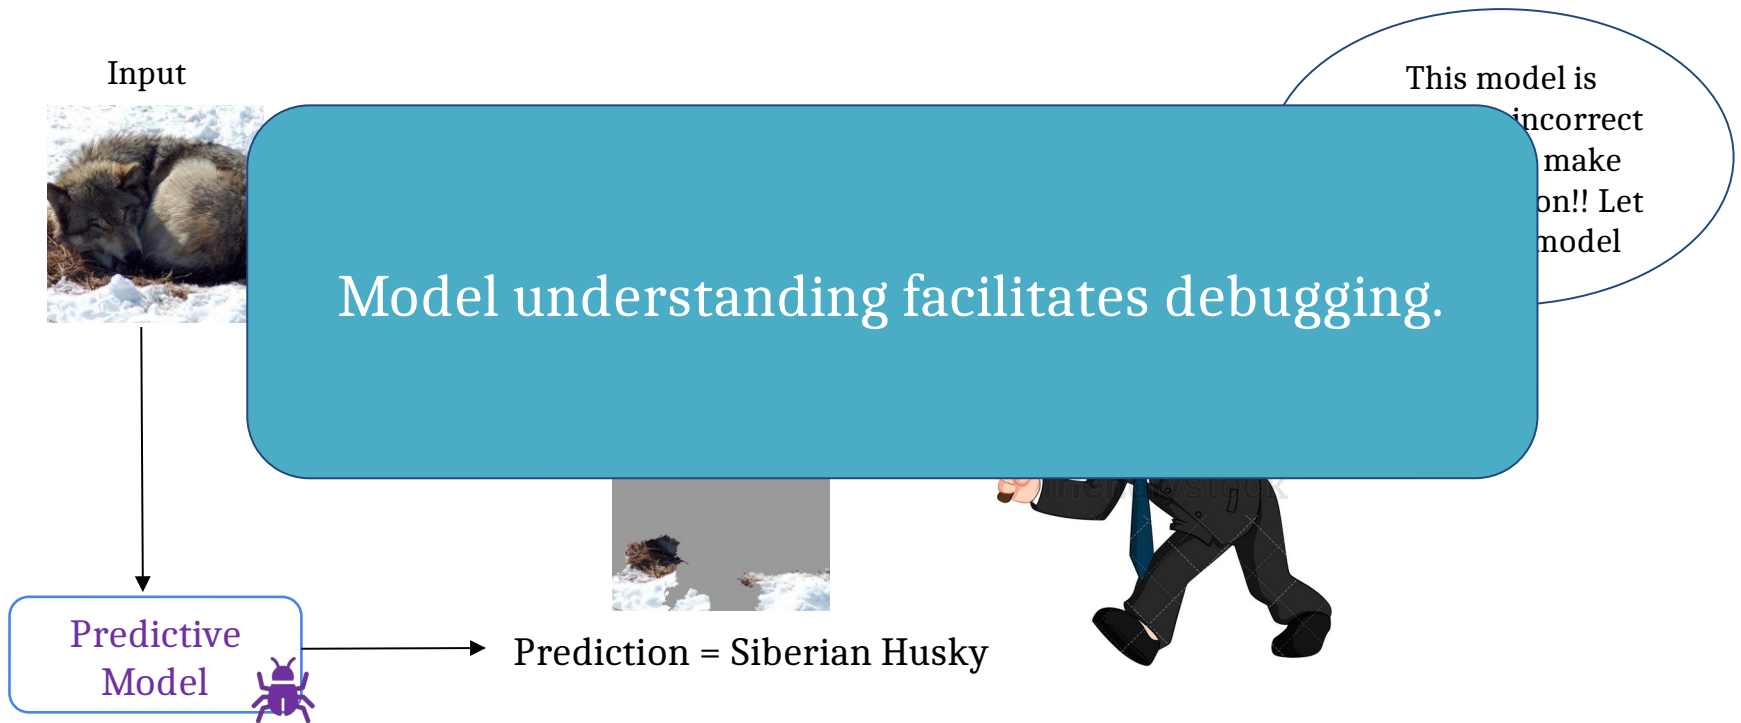 Input
This model is
incorrect
make
on!! Let
model
Model understanding facilitates debugging.
Predictive
Model
Prediction = Siberian Husky